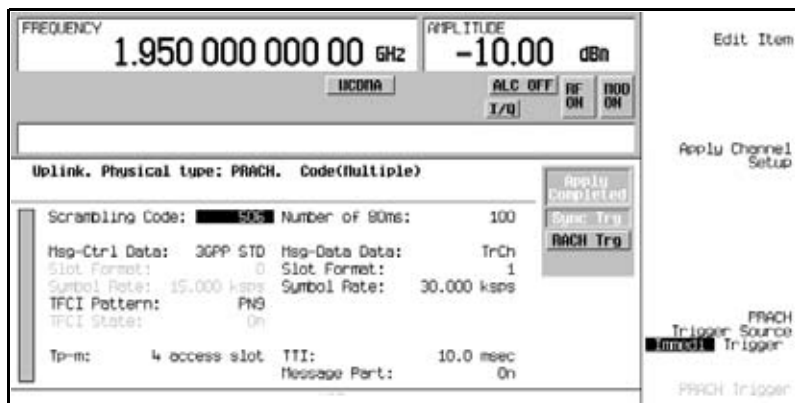 FREQUENCY
1.950 000 000 00 GHz
AMPLITUDE
-10.00 dBm
WCDMA
ALC OFF
I/Q
RF ON
MOD ON
Edit Item
Apply Channel Setup
Uplink. Physical type: PRACH. Code(Multiple)
Apply Completed
Sync Trg
RACH Trg
Scrambling Code: 506 Number of 80ms: 100
Msg-Ctrl Data: 3GPP STD Msg-Data Data: TrCh
Slot Format: 0 Slot Format: 1
Symbol Rate: 15.000 ksps Symbol Rate: 30.000 ksps
TFCI Pattern: PN9
TFCI State: On
Tp-m: 4 access slot TTI: 10.0 msec
Message Part: On
PRACH
Trigger Source
Immedi Trigger
PRACH Trigger